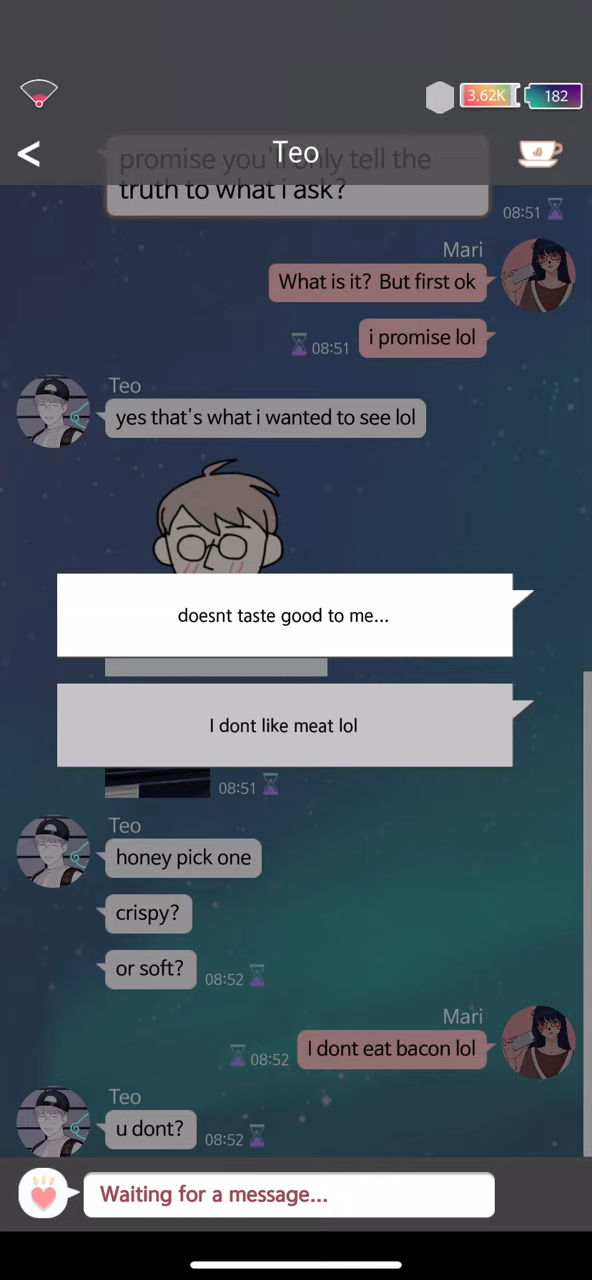 3.62K
182
<
Teo
promise you'll only tell the
truth to what i ask?
08:51
Mari
What is it? But first ok
i promise lol
08:51
Teo
yes that's what i wanted to see lol
doesnt taste good to me...
I dont like meat lol
08:51
Teo
honey pick one
crispy?
or soft?
08:52
Mari
I dont eat bacon lol
08:52
Teo
u dont?
08:52
Waiting for a message...